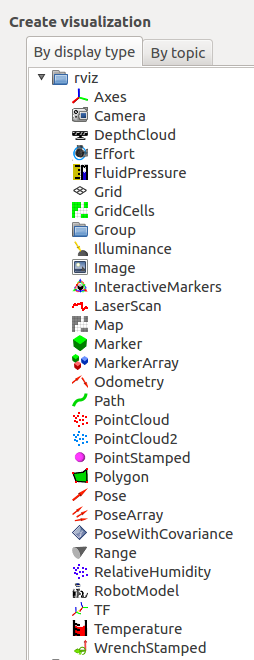 Create visualization
By display type
By topic
rviz
Axes
Camera
DepthCloud
Effort
FluidPressure
Grid
GridCells
Group
Illuminance
Image
InteractiveMarkers
LaserScan
Map
Marker
MarkerArray
Odometry
Path
PointCloud
PointCloud2
PointStamped
Polygon
Pose
PoseArray
PoseWithCovariance
Range
RelativeHumidity
RobotModel
TF
Temperature
WrenchStamped